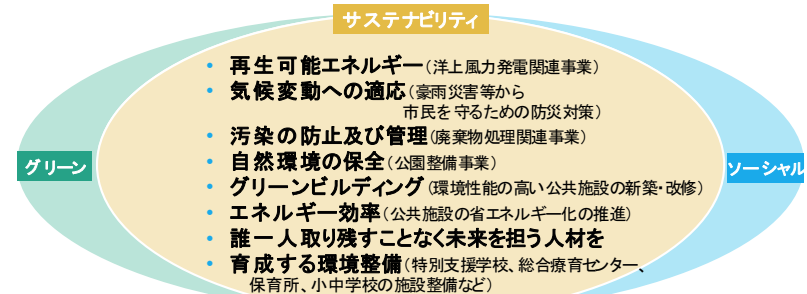 サステナビリティ
• 再生可能エネルギー（洋上風力発電関連事業）
• 気候変動への適応（豪雨災害等から
市民を守るための防災対策）
• 汚染の防止及び管理（廃棄物処理関連事業）
• 自然環境の保全（公園整備事業）
グリーン
ソーシャル
• グリーンビルディング（環境性能の高い公共施設の新築・改修）
• エネルギー効率（公共施設の省エネルギー化の推進）
• 誰一人取り残すことなく未来を担う人材を
• 育成する環境整備（特別支援学校、総合療育センター、
保育所、小中学校の施設整備など）